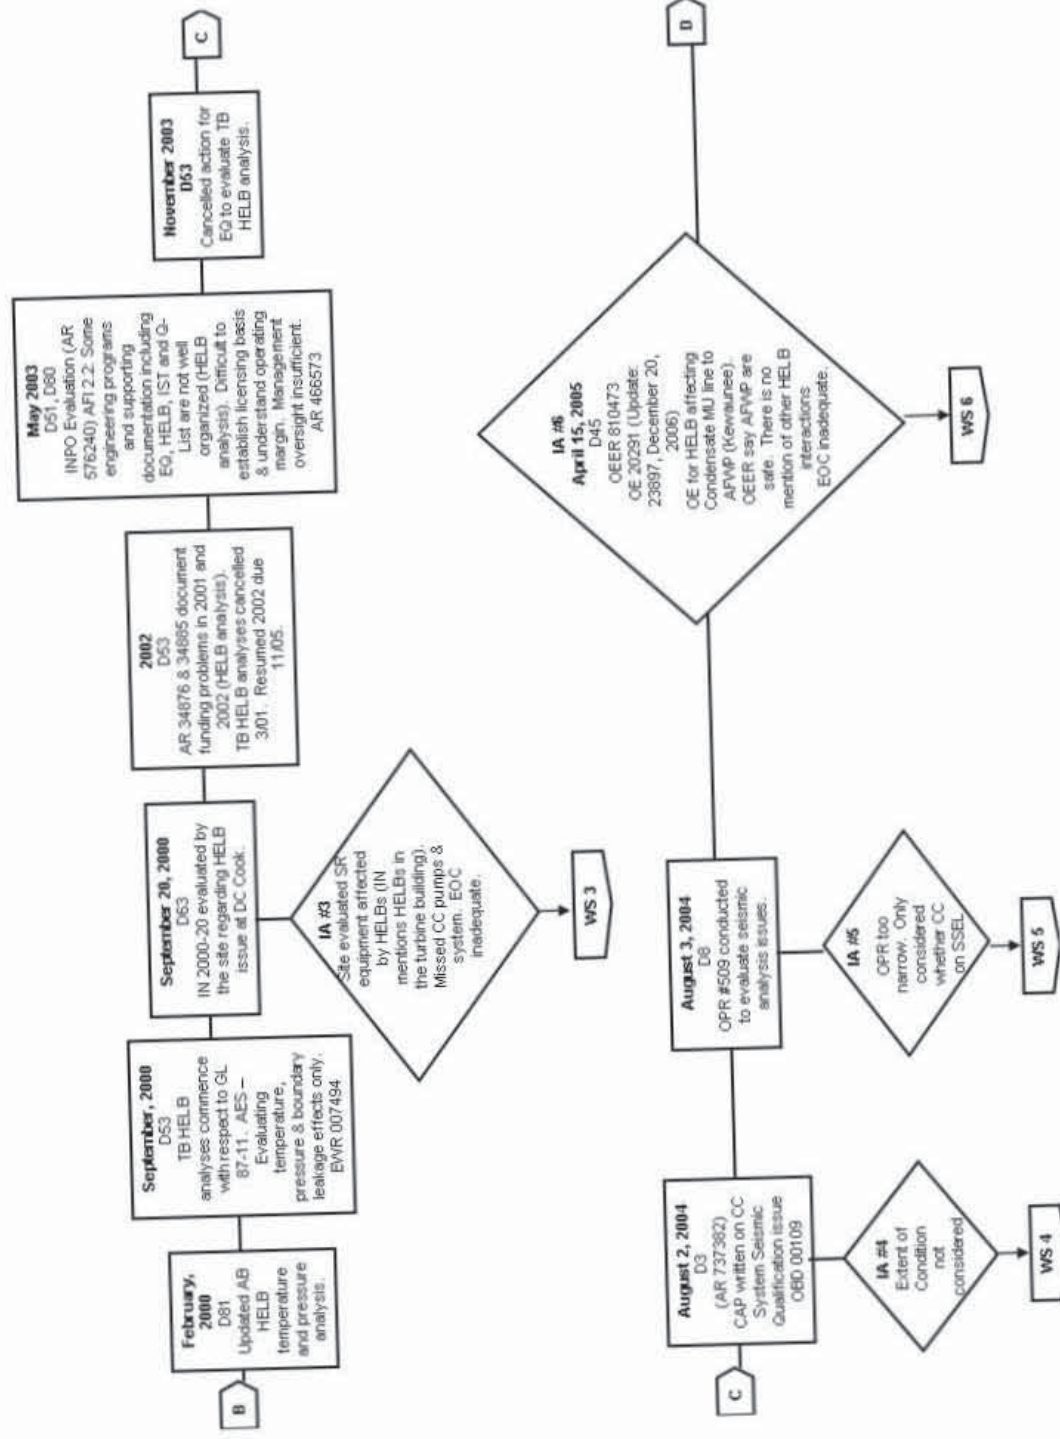 B
February,
2000
D81
Updated AB
HELB
temperature
and pressure
analysis.
September, 2000
D53
TB HELB
analyses commence
with respect to GL
87-11. AES –
Evaluating
temperature,
pressure & boundary
leakage effects only.
EWR 007494
September 20, 2000
D63
IN 2000-20 evaluated by
the site regarding HELB
issue at DC Cook.
IA #3
Site evaluated SR
equipment affected
by HELBs (IN
mentions HELBs in
the turbine building).
Missed CC pumps &
system. EOC
inadequate.
WS 3
2002
D53
AR 34876 & 34885 document
funding problems in 2001 and
2002 (HELB analysis).
TB HELB analyses cancelled
3/01. Resumed 2002 due
11/05.
May 2003
D51, D80
INPO Evaluation (AR
576240) AFI 2.2: Some
engineering programs
and supporting
documentation including
EQ, HELB, IST and Q-
List are not well
organized (HELB
analysis). Difficult to
establish licensing basis
& understand operating
margin. Management
oversight insufficient.
AR 466573
November 2003
D53
Cancelled action for
EQ to evaluate TB
HELB analysis.
C
C
August 2, 2004
D3
(AR 737382)
CAP written on CC
System Seismic
Qualification issue
OBD 00109
IA #4
Extent of
Condition
not
considered
WS 4
August 3, 2004
D8
OPR #509 conducted
to evaluate seismic
analysis issues.
IA #5
OPR too
narrow. Only
considered
whether CC
on SSEL
WS 5
IA #6
April 15, 2005
D45
OEER 810473
OE 20291 (Update:
23897, December 20,
2006)
OE for HELB affecting
Condensate MU line to
AFWP (Kewaunee).
OEER say AFWP are
safe. There is no
mention of other HELB
interactions
EOC inadequate.
WS 6
D